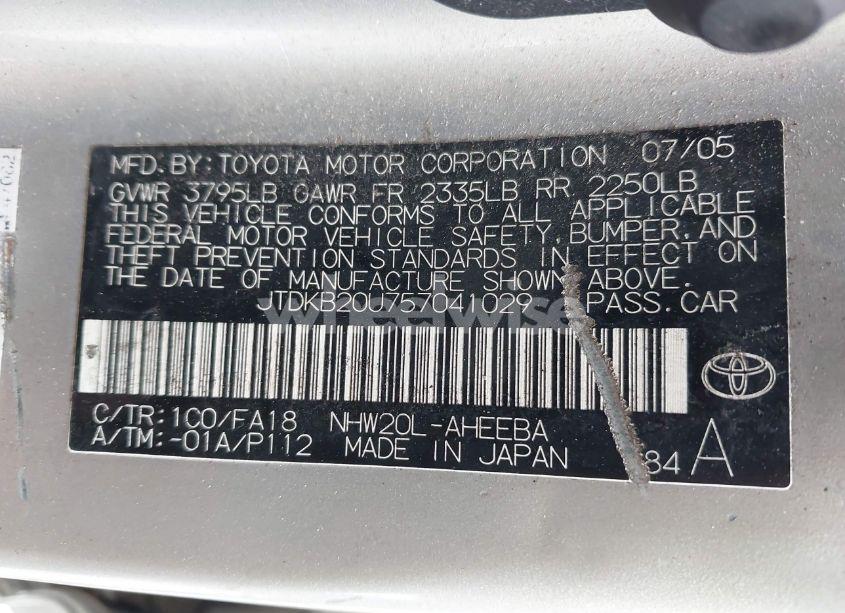 MFD. BY: TOYOTA MOTOR CORPORATION 07/05
GVWR 3795LB GAWR FR 2335LB RR 2250LB
THIS VEHICLE CONFORMS TO ALL APPLICABLE
FEDERAL MOTOR VEHICLE SAFETY, BUMPER, AND
THEFT PREVENTION STANDARDS IN EFFECT ON
THE DATE OF MANUFACTURE SHOWN ABOVE.
JTDKB20U757041029 PASS. CAR
wheelwise
C/TR: 1C0/FA18 NHW20L-AHEEBA
A/TM: -01A/P112 MADE IN JAPAN
84 A